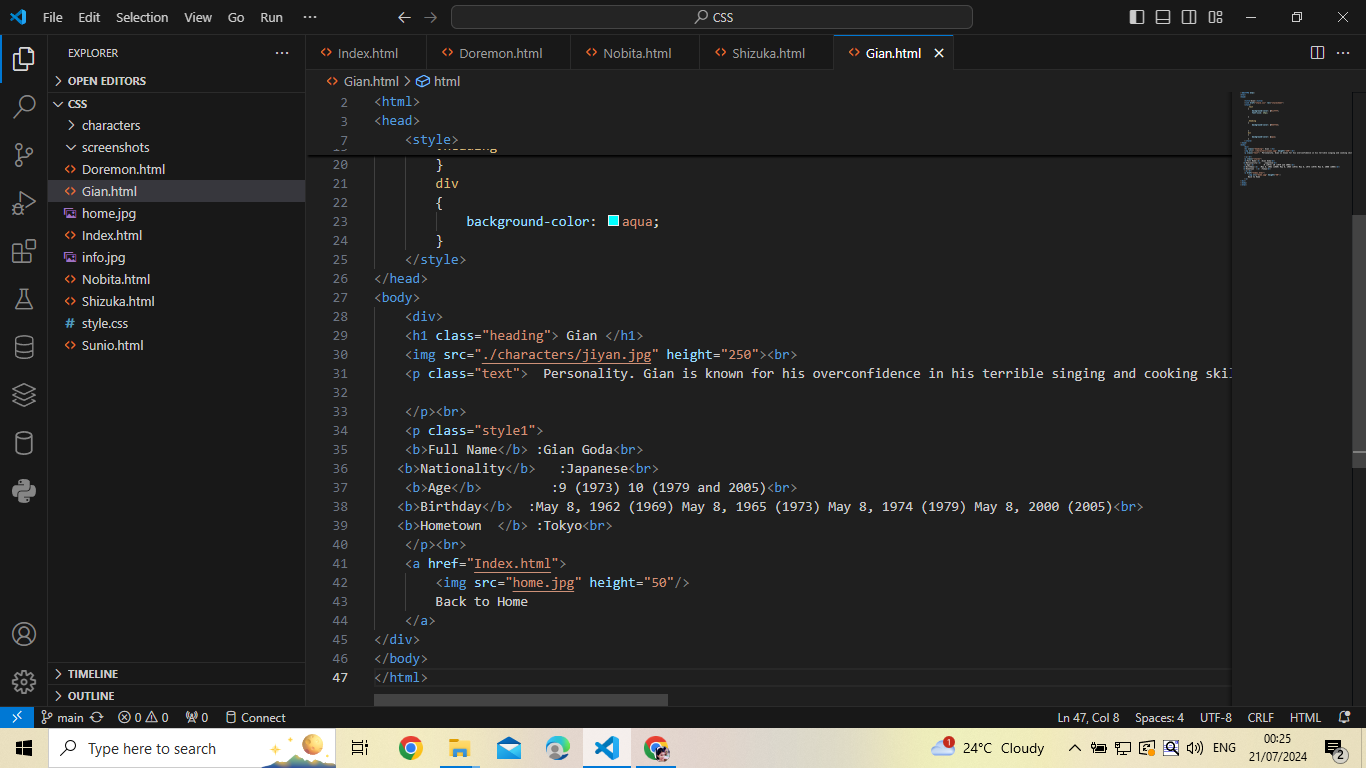 File Edit Selection View Go Run ··· CSS
EXPLORER ···
OPEN EDITORS
CSS
characters
screenshots
Doremon.html
Gian.html
home.jpg
Index.html
info.jpg
Nobita.html
Shizuka.html
# style.css
Sunio.html
TIMELINE
OUTLINE
Index.html Doremon.html Nobita.html Shizuka.html Gian.html
Gian.html > html
2 <html>
3 <head>
7 <style>
20 }
21 div
22 {
23 background-color: aqua;
24 }
25 </style>
26 </head>
27 <body>
28 <div>
29 <h1 class="heading"> Gian </h1>
30 <img src="./characters/jiyan.jpg" height="250"><br>
31 <p class="text">  Personality. Gian is known for his overconfidence in his terrible singing and cooking skil
32
33 </p><br>
34 <p class="style1">
35 <b>Full Name</b> :Gian Goda<br>
36 <b>Nationality</b>   :Japanese<br>
37 <b>Age</b>         :9 (1973) 10 (1979 and 2005)<br>
38 <b>Birthday</b>  :May 8, 1962 (1969) May 8, 1965 (1973) May 8, 1974 (1979) May 8, 2000 (2005)<br>
39 <b>Hometown  </b> :Tokyo<br>
40 </p><br>
41 <a href="Index.html">
42 <img src="home.jpg" height="50"/>
43 Back to Home
44 </a>
45 </div>
46 </body>
47 </html>
main 0 0 0 Connect Ln 47, Col 8 Spaces: 4 UTF-8 CRLF HTML
Type here to search 1 24°C Cloudy ENG 00:25
21/07/2024 2